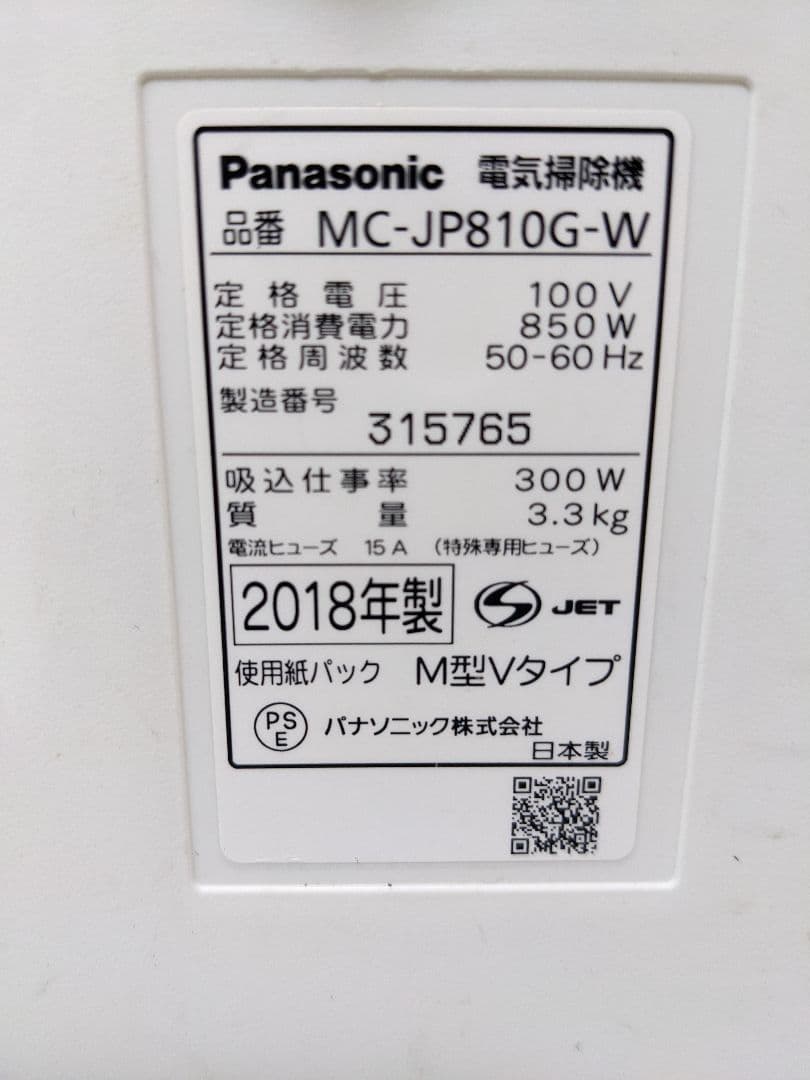 Panasonic 電気掃除機
品番 MC-JP810G-W
定格電圧 100V
定格消費電力 850W
定格周波数 50-60Hz
製造番号
315765
吸込仕事率 300W
質量 3.3kg
電流ヒューズ 15A (特殊専用ヒューズ)
2018年製 S JET
使用紙パック M型Vタイプ
PSE パナソニック株式会社
日本製